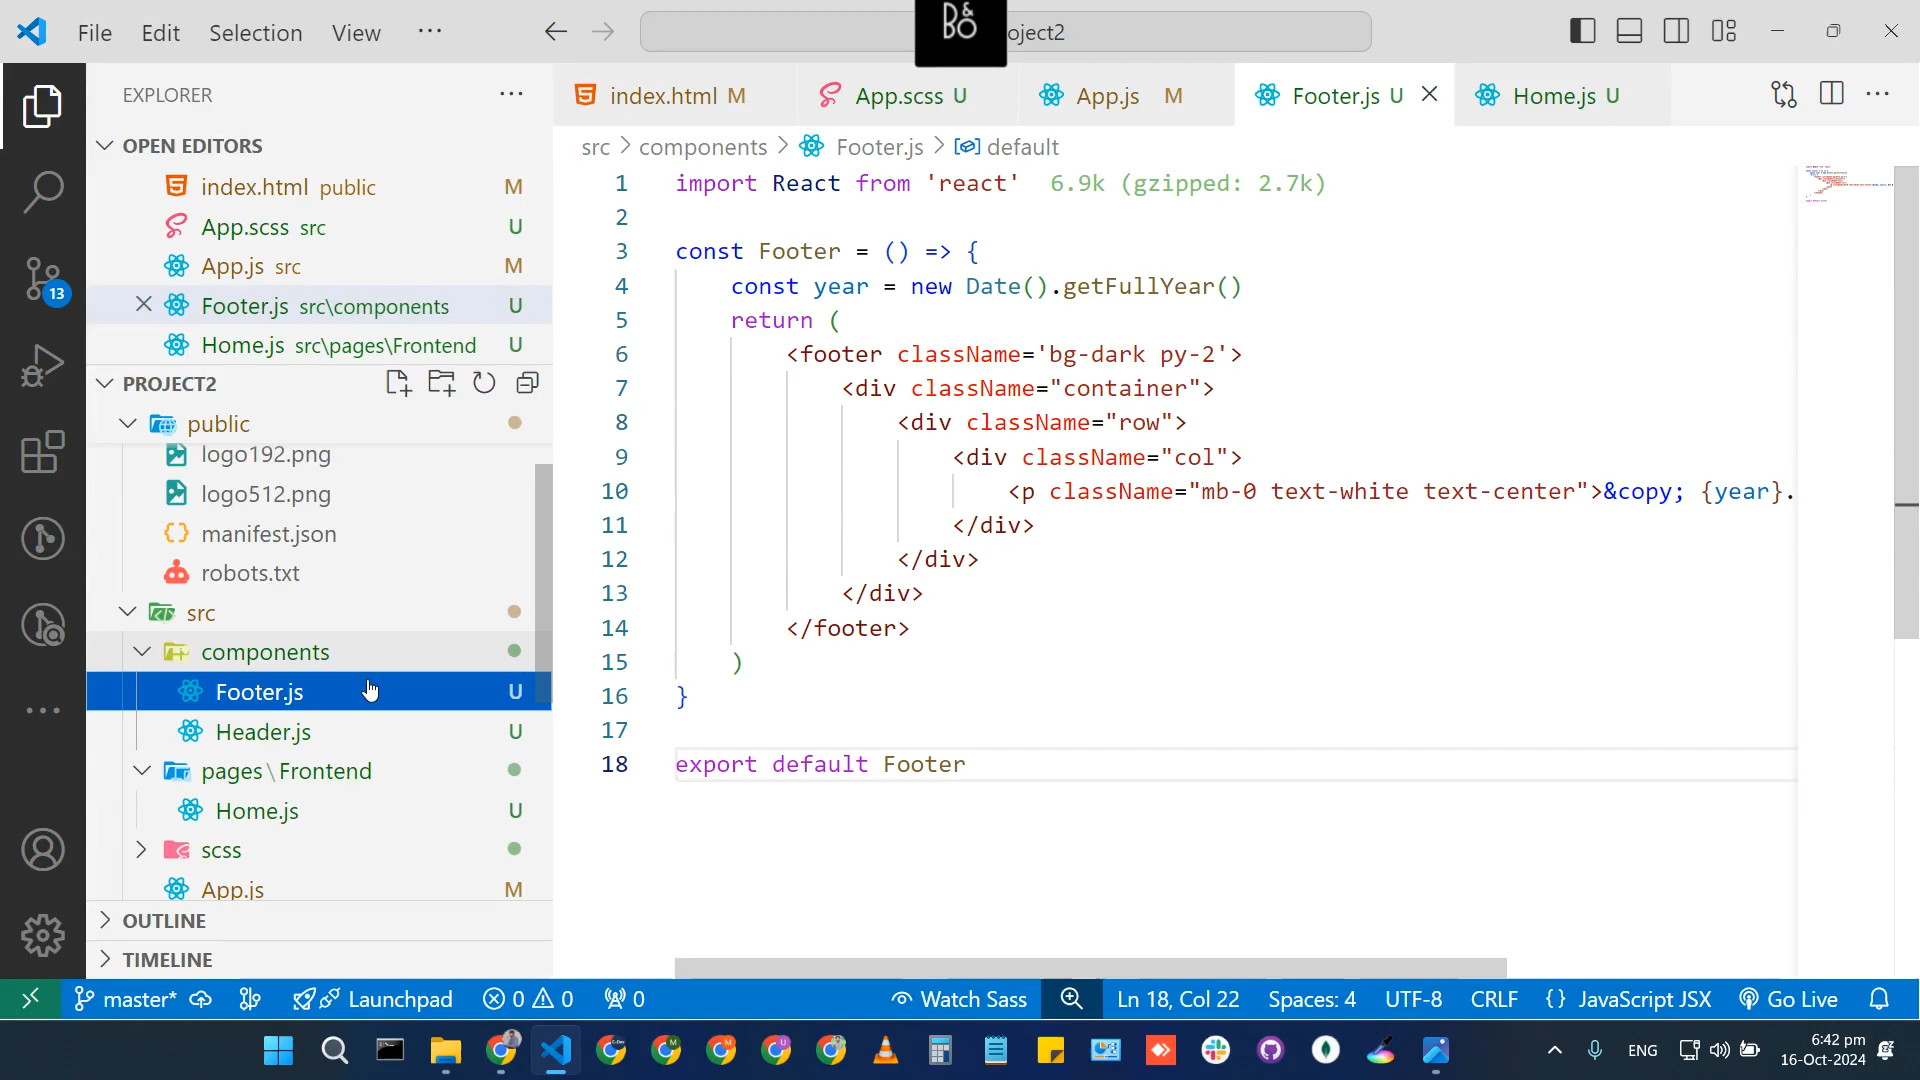 File Edit Selection View ...
B&O
oject2
EXPLORER
OPEN EDITORS
index.html public M
App.scss src U
App.js src M
Footer.js src\components U
Home.js src\pages\Frontend U
PROJECT2
public
logo192.png
logo512.png
manifest.json
robots.txt
src
components
Footer.js U
Header.js U
pages\Frontend
Home.js U
scss
App.js M
OUTLINE
TIMELINE
13
index.html M App.scss U App.js M Footer.js U Home.js U
src > components > Footer.js > default
1 import React from 'react' 6.9k (gzipped: 2.7k)
2
3 const Footer = () => {
4 const year = new Date().getFullYear()
5 return (
6 <footer className='bg-dark py-2'>
7 <div className="container">
8 <div className="row">
9 <div className="col">
10 <p className="mb-0 text-white text-center">&copy; {year}.
11 </div>
12 </div>
13 </div>
14 </footer>
15 )
16 }
17
18 export default Footer
master* Launchpad 0 0 0 Watch Sass Ln 18, Col 22 Spaces: 4 UTF-8 CRLF {} JavaScript JSX Go Live
ENG 6:42 pm
16-Oct-2024